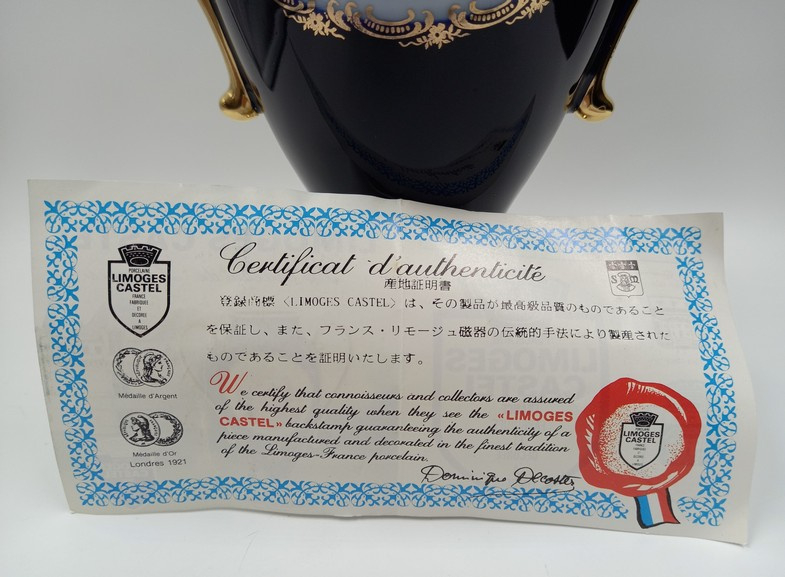 Certificat d'authenticité
産地証明書
PORCELAINE
LIMOGES
CASTEL
FRANCE
FABRIQUÉ
ET
DÉCORÉ
À
LIMOGES
登録商標〈LIMOGES CASTEL〉は、その製品が最高級品質のものであること
を保証し、また、フランス・リモージュ磁器の伝統的手法により製産された
ものであることを証明いたします。
Médaille d'Argent
Médaille d'Or
Londres 1921
We certify that connoisseurs and collectors are assured
of the highest quality when they see the «LIMOGES
CASTEL» backstamp guaranteeing the authenticity of a
piece manufactured and decorated in the finest tradition
of the Limoges-France porcelain.
LIMOGES
CASTEL